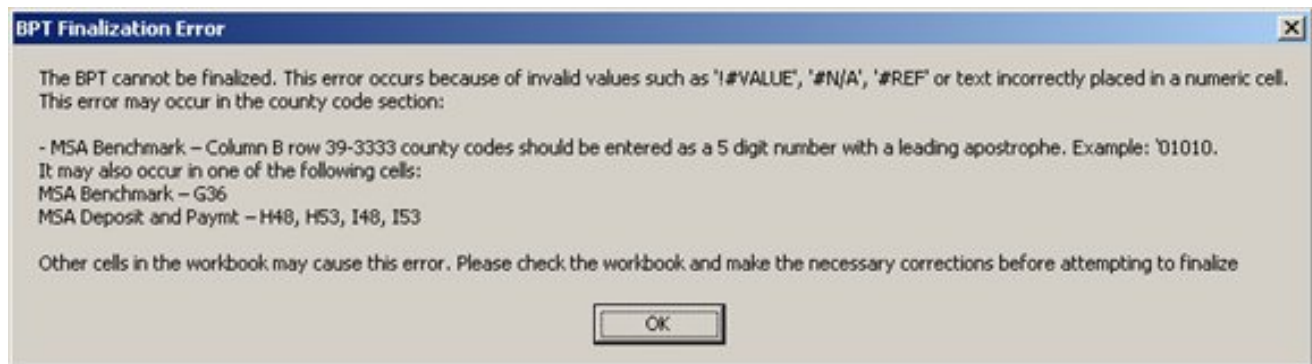 BPT Finalization Error
The BPT cannot be finalized. This error occurs because of invalid values such as '!#VALUE', '#N/A', '#REF' or text incorrectly placed in a numeric cell.
This error may occur in the county code section:
- MSA Benchmark – Column B row 39-3333 county codes should be entered as a 5 digit number with a leading apostrophe. Example: '01010.
It may also occur in one of the following cells:
MSA Benchmark – G36
MSA Deposit and Paymt – H48, H53, I48, I53
Other cells in the workbook may cause this error. Please check the workbook and make the necessary corrections before attempting to finalize
OK